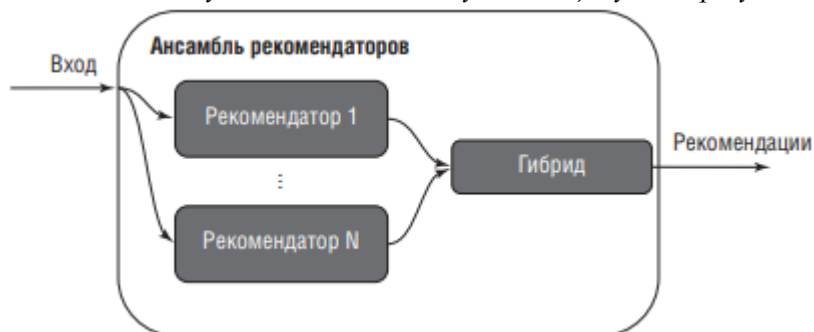 Ансамбль рекомендаторов
Вход
Рекомендатор 1
Рекомендации
Гибрид
⋮
Рекомендатор N